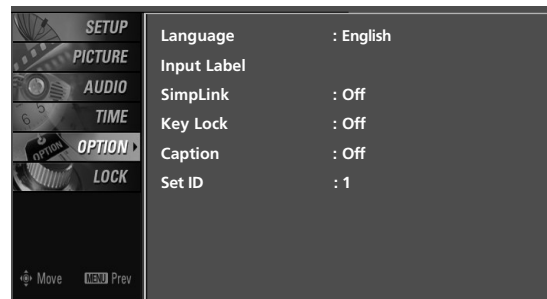 SETUP
PICTURE
AUDIO
TIME
OPTION
LOCK
Move MENU Prev
Language : English
Input Label
SimpLink : Off
Key Lock : Off
Caption : Off
Set ID : 1